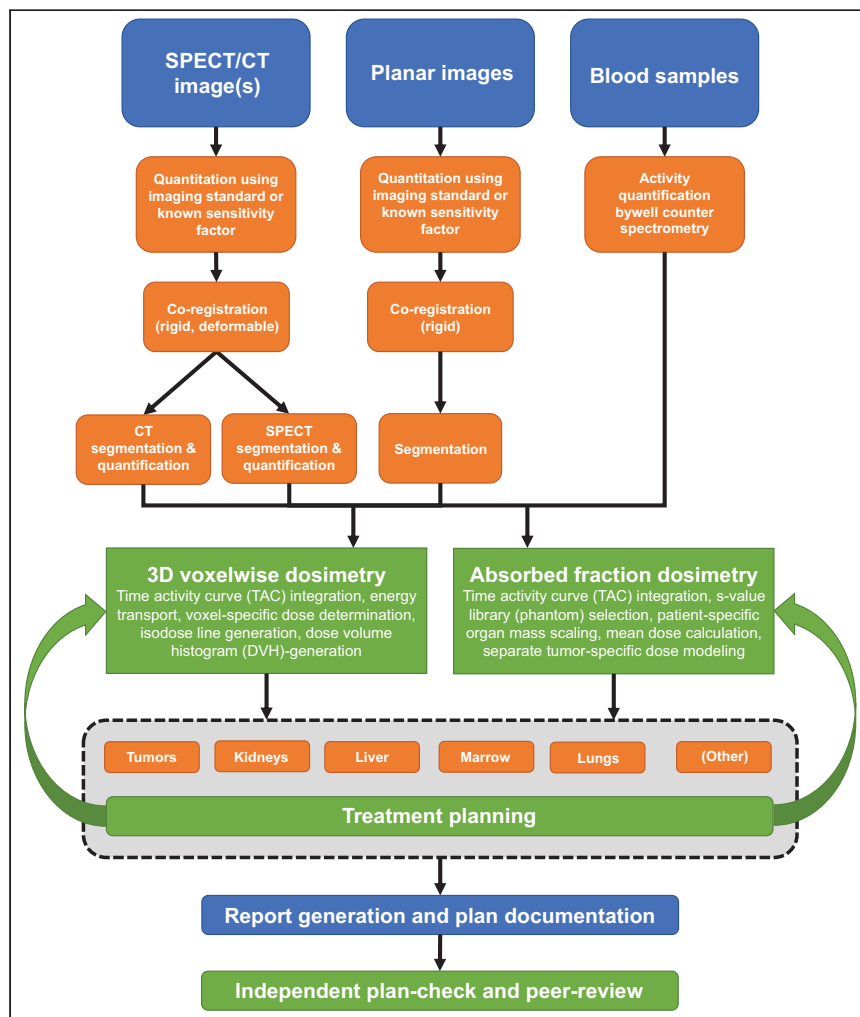 SPECT/CT
image(s)
Planar images
Blood samples
Quantitation using
imaging standard or
known sensitivity
factor
Quantitation using
imaging standard or
known sensitivity
factor
Activity
quantification
bywell counter
spectrometry
Co-registration
(rigid, deformable)
Co-registration
(rigid)
CT
segmentation &
quantification
SPECT
segmentation &
quantification
Segmentation
3D voxelwise dosimetry
Time activity curve (TAC) integration, energy
transport, voxel-specific dose determination,
isodose line generation, dose volume
histogram (DVH)-generation
Absorbed fraction dosimetry
Time activity curve (TAC) integration, s-value
library (phantom) selection, patient-specific
organ mass scaling, mean dose calculation,
separate tumor-specific dose modeling
Tumors
Kidneys
Liver
Marrow
Lungs
(Other)
Treatment planning
Report generation and plan documentation
Independent plan-check and peer-review